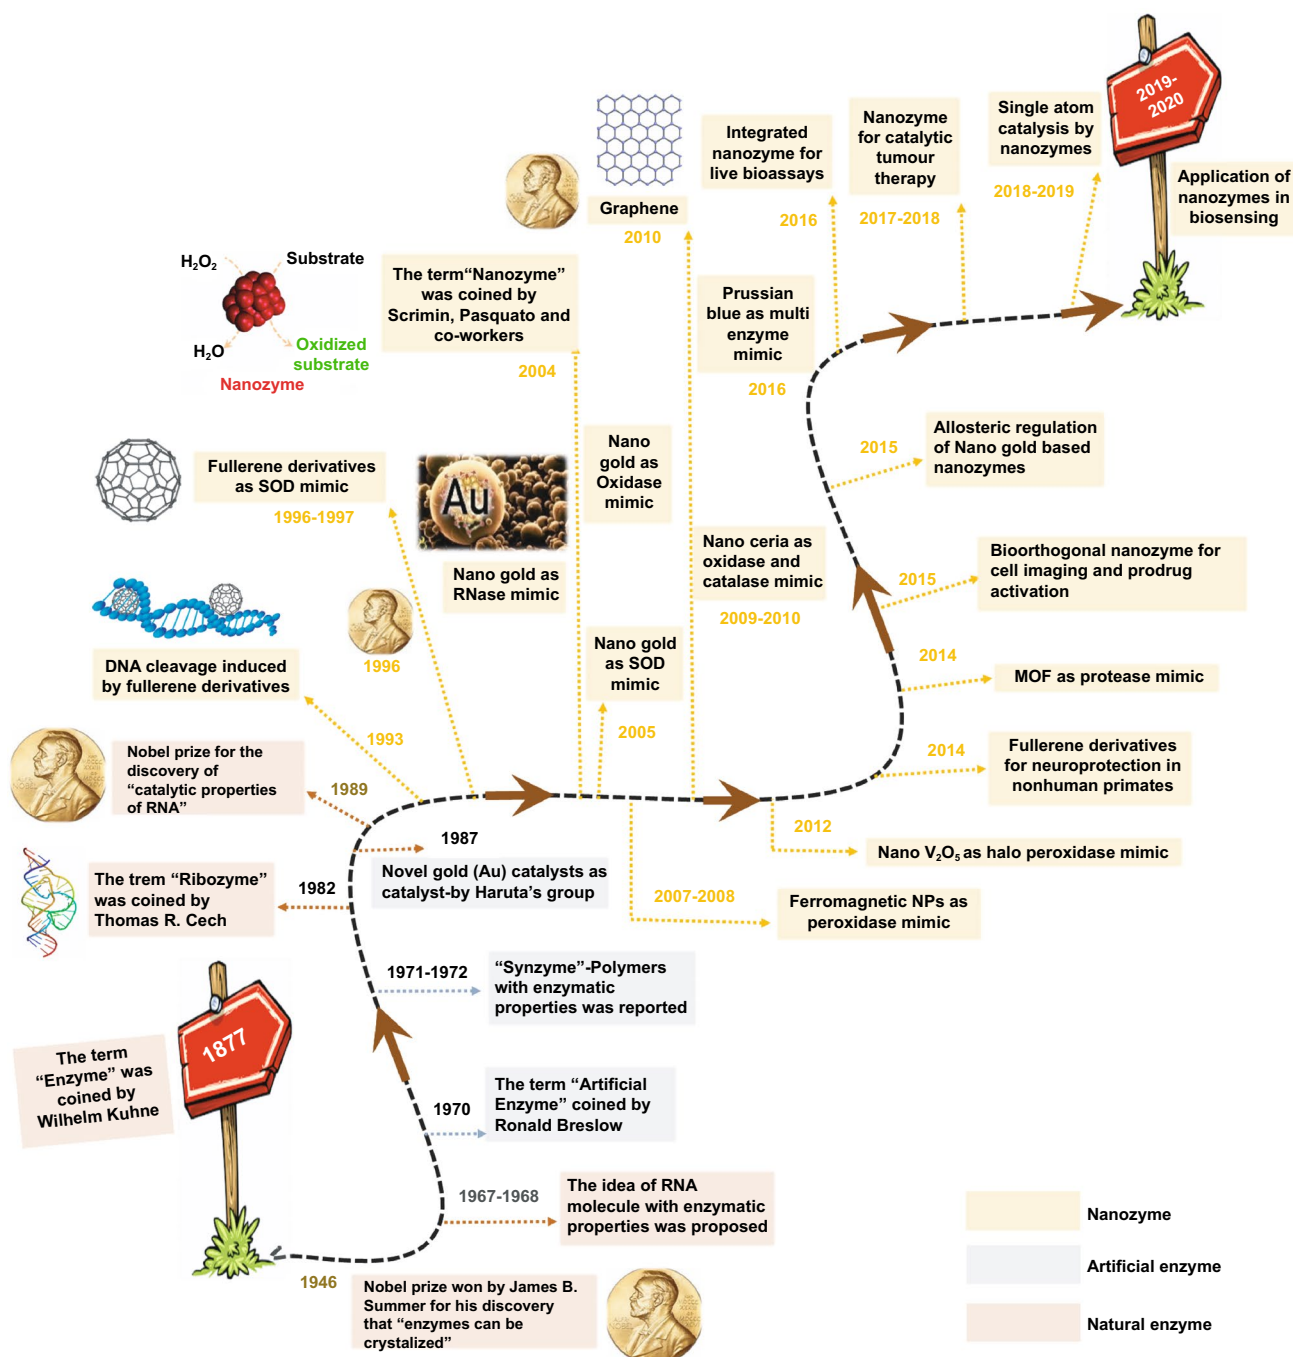 2019-
2020
Single atom
catalysis by
nanozymes
2018-2019
Application of
nanozymes in
biosensing
Nanozyme
for catalytic
tumour
therapy
2017-2018
Integrated
nanozyme for
live bioassays
2016
Graphene
2010
Prussian
blue as multi
enzyme
mimic
2016
H₂O₂
Substrate
H₂O
Oxidized
substrate
Nanozyme
The term“Nanozyme”
was coined by
Scrimin, Pasquato and
co-workers
2004
Allosteric regulation
of Nano gold based
nanozymes
2015
Nano
gold as
Oxidase
mimic
Fullerene derivatives
as SOD mimic
1996-1997
Au
Nano gold as
RNase mimic
Nano ceria as
oxidase and
catalase mimic
2009-2010
Bioorthogonal nanozyme for
cell imaging and prodrug
activation
2015
1996
Nano gold
as SOD
mimic
2005
2014
MOF as protease mimic
DNA cleavage induced
by fullerene derivatives
1993
2014
Fullerene derivatives
for neuroprotection in
nonhuman primates
Nobel prize for the
discovery of
“catalytic properties
of RNA”
1989
2012
Nano V₂O₅ as halo peroxidase mimic
1987
Novel gold (Au) catalysts as
catalyst-by Haruta’s group
2007-2008
Ferromagnetic NPs as
peroxidase mimic
The trem “Ribozyme”
was coined by
Thomas R. Cech
1982
1971-1972
“Synzyme”-Polymers
with enzymatic
properties was reported
1877
The term
“Enzyme” was
coined by
Wilhelm Kuhne
1970
The term “Artificial
Enzyme” coined by
Ronald Breslow
1967-1968
The idea of RNA
molecule with enzymatic
properties was proposed
1946
Nobel prize won by James B.
Summer for his discovery
that “enzymes can be
crystalized”
Nanozyme
Artificial enzyme
Natural enzyme